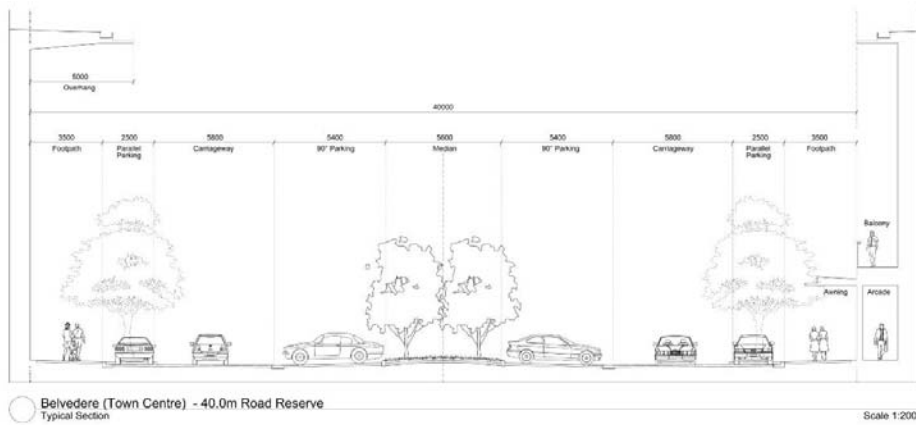 5000
Overhang
40000
3500 2500 5800 5400 5600 5400 5800 2500 3500
Footpath Parallel Parking Carriageway 90° Parking Median 90° Parking Carriageway Parallel Parking Footpath
Balcony
Awning Arcade
Belvedere (Town Centre) - 40.0m Road Reserve
Typical Section Scale 1:200